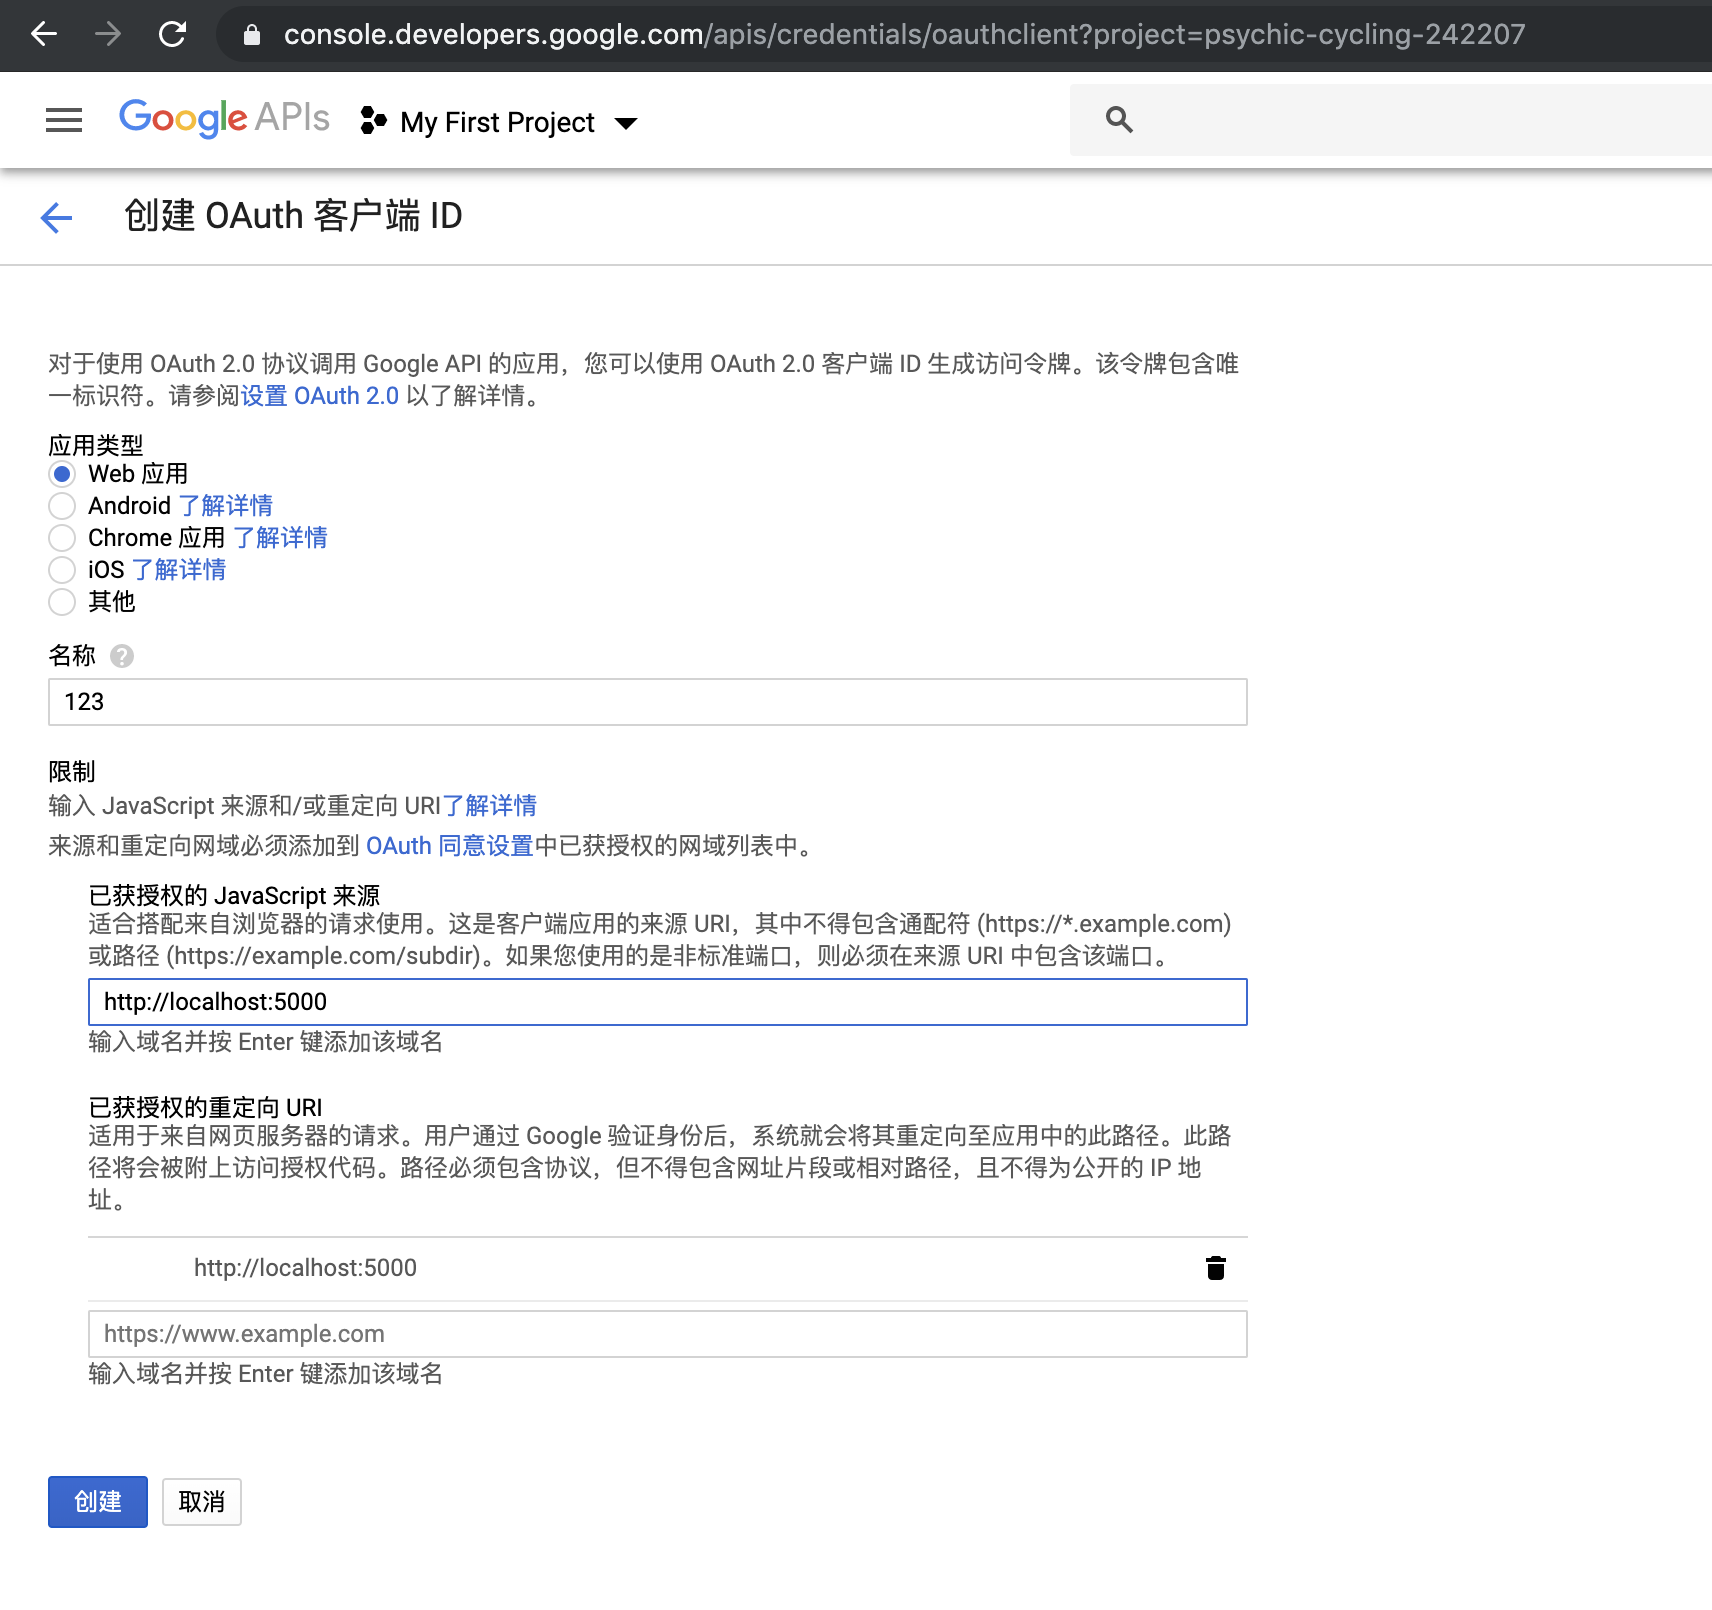 console.developers.google.com/apis/credentials/oauthclient?project=psychic-cycling-242207
Google APIs My First Project
创建 OAuth 客户端 ID
对于使用 OAuth 2.0 协议调用 Google API 的应用，您可以使用 OAuth 2.0 客户端 ID 生成访问令牌。该令牌包含唯
一标识符。请参阅设置 OAuth 2.0 以了解详情。
应用类型
Web 应用
Android 了解详情
Chrome 应用 了解详情
iOS 了解详情
其他
名称 ?
123
限制
输入 JavaScript 来源和/或重定向 URI了解详情
来源和重定向网域必须添加到 OAuth 同意设置中已获授权的网域列表中。
已获授权的 JavaScript 来源
适合搭配来自浏览器的请求使用。这是客户端应用的来源 URI，其中不得包含通配符 (https://*.example.com)
或路径 (https://example.com/subdir)。如果您使用的是非标准端口，则必须在来源 URI 中包含该端口。
http://localhost:5000
输入域名并按 Enter 键添加该域名
已获授权的重定向 URI
适用于来自网页服务器的请求。用户通过 Google 验证身份后，系统就会将其重定向至应用中的此路径。此路
径将会被附上访问授权代码。路径必须包含协议，但不得包含网址片段或相对路径，且不得为公开的 IP 地
址。
http://localhost:5000
https://www.example.com
输入域名并按 Enter 键添加该域名
创建 取消